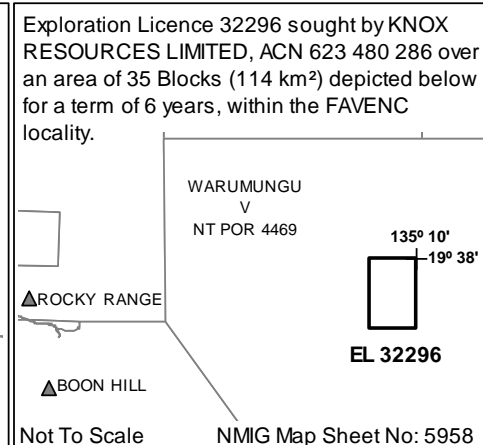 Exploration Licence 32296 sought by KNOX
RESOURCES LIMITED, ACN 623 480 286 over
an area of 35 Blocks (114 km²) depicted below
for a term of 6 years, within the FAVENC
locality.
WARUMUNGU
V
NT POR 4469
135º 10'
19º 38'
ROCKY RANGE
EL 32296
BOON HILL
Not To Scale NMIG Map Sheet No: 5958